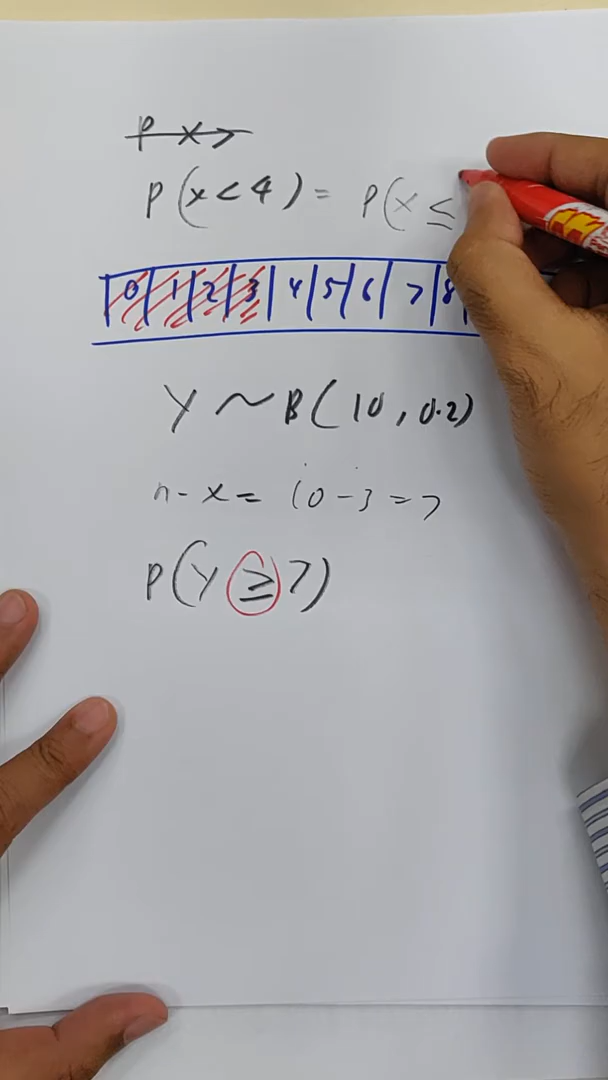 P X >
P(x < 4) = P(x ≤
0 | 1 | 2 | 3 | 4 | 5 | 6 | 7 | 8
Y ~ B(10, 0.2)
n - x = 10 - 3 = 7
P(Y ≥ 7)